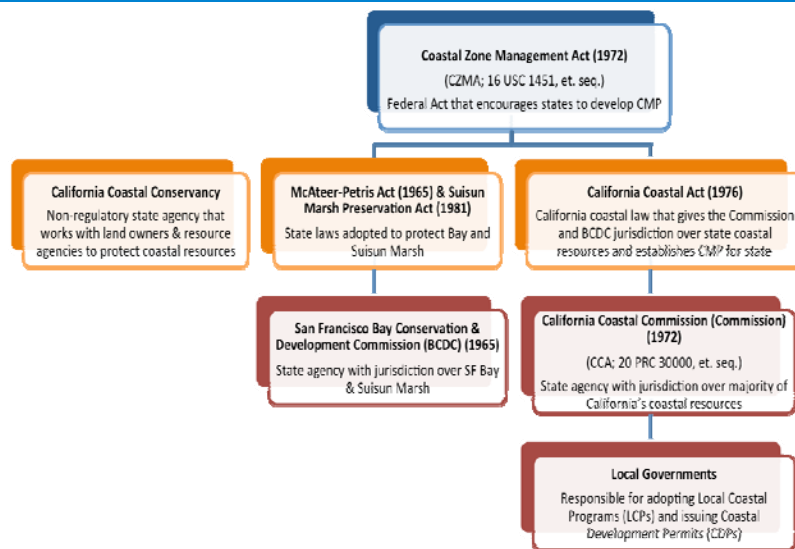 Coastal Zone Management Act (1972)
(CZMA; 16 USC 1451, et. seq.)
Federal Act that encourages states to develop CMP
California Coastal Conservancy
Non-regulatory state agency that
works with land owners & resource
agencies to protect coastal resources
McAteer-Petris Act (1965) & Suisun
Marsh Preservation Act (1981)
State laws adopted to protect Bay and
Suisun Marsh
California Coastal Act (1976)
California coastal law that gives the Commission
and BCDC jurisdiction over state coastal
resources and establishes CMP for state
San Francisco Bay Conservation &
Development Commission (BCDC) (1965)
State agency with jurisdiction over SF Bay
& Suisun Marsh
California Coastal Commission (Commission)
(1972)
(CCA; 20 PRC 30000, et. seq.)
State agency with jurisdiction over majority of
California's coastal resources
Local Governments
Responsible for adopting Local Coastal
Programs (LCPs) and issuing Coastal
Development Permits (CDPs)